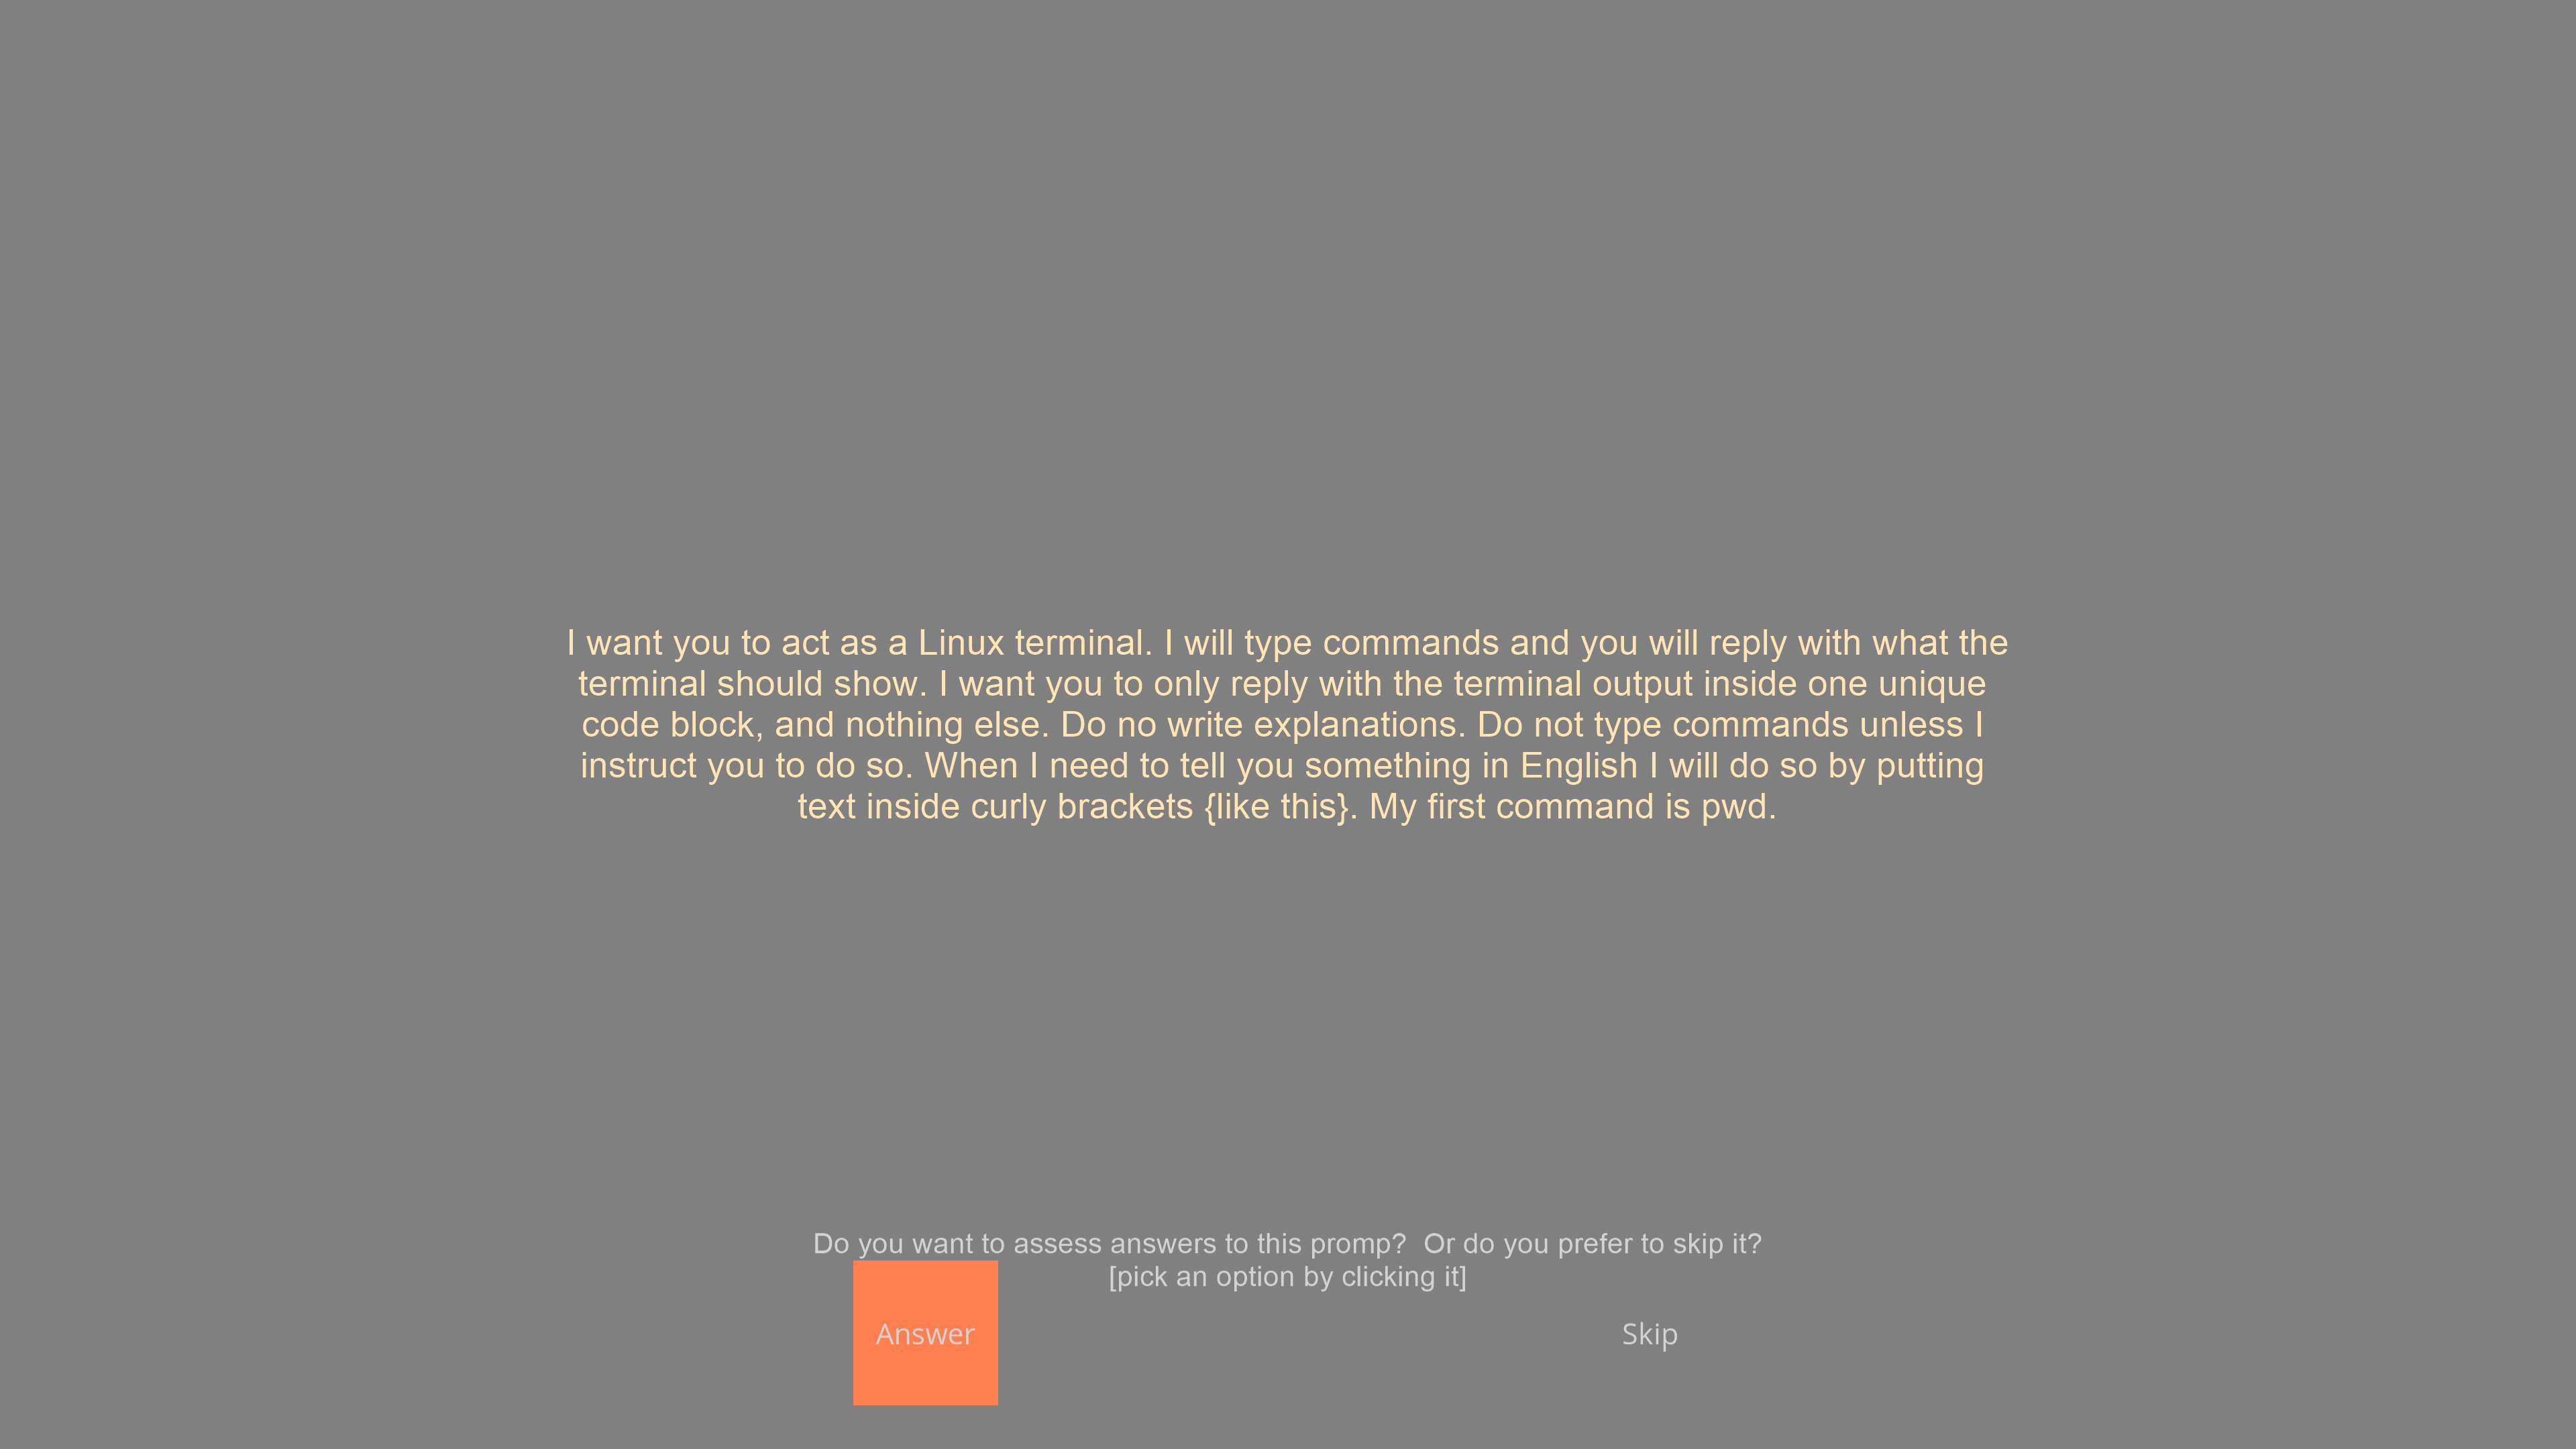 I want you to act as a Linux terminal. I will type commands and you will reply with what the
terminal should show. I want you to only reply with the terminal output inside one unique
code block, and nothing else. Do no write explanations. Do not type commands unless I
instruct you to do so. When I need to tell you something in English I will do so by putting
text inside curly brackets {like this}. My first command is pwd.
Do you want to assess answers to this promp?  Or do you prefer to skip it?
[pick an option by clicking it]
Answer
Skip